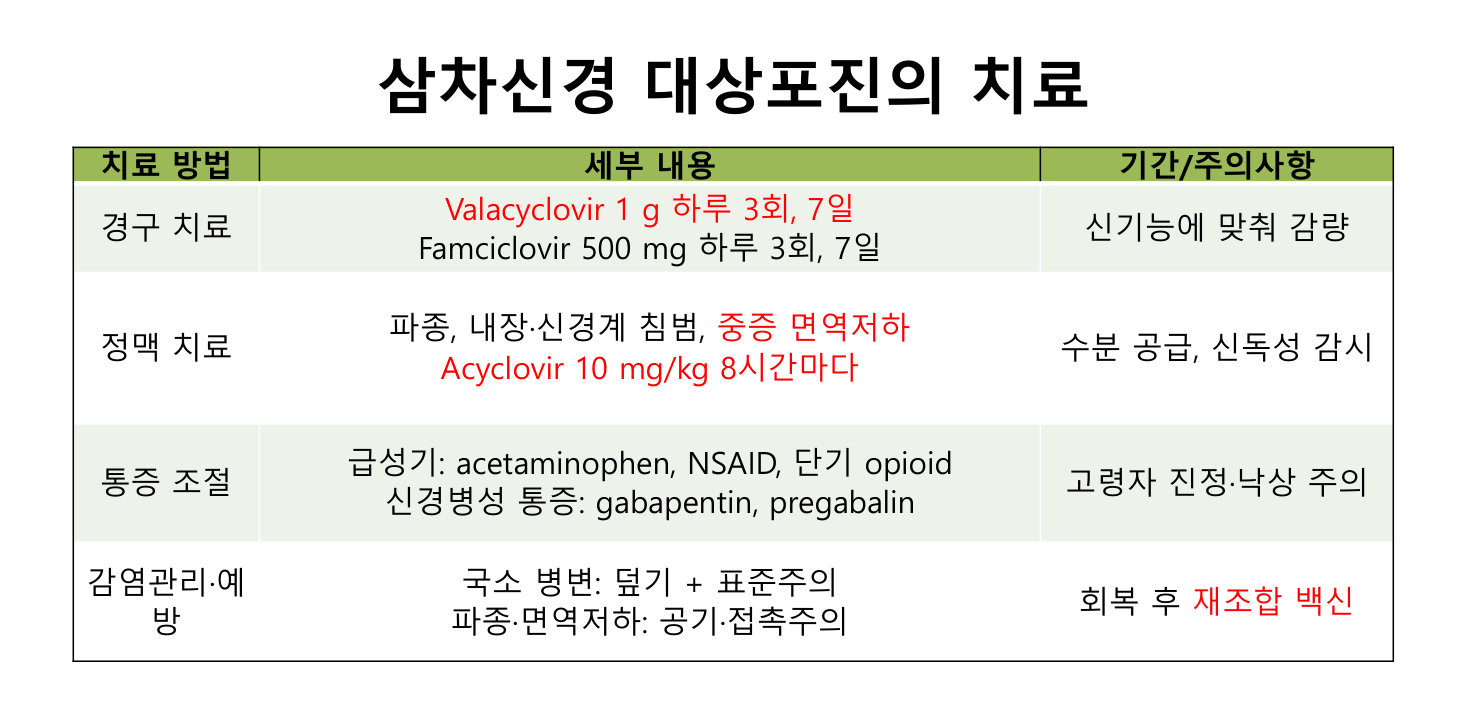 삼차신경 대상포진의 치료
치료 방법
세부 내용
기간/주의사항
경구 치료
Valacyclovir 1 g 하루 3회, 7일
Famciclovir 500 mg 하루 3회, 7일
신기능에 맞춰 감량
정맥 치료
파종, 내장·신경계 침범, 중증 면역저하
Acyclovir 10 mg/kg 8시간마다
수분 공급, 신독성 감시
통증 조절
급성기: acetaminophen, NSAID, 단기 opioid
신경병성 통증: gabapentin, pregabalin
고령자 진정·낙상 주의
감염관리·예
방
국소 병변: 덮기 + 표준주의
파종·면역저하: 공기·접촉주의
회복 후 재조합 백신